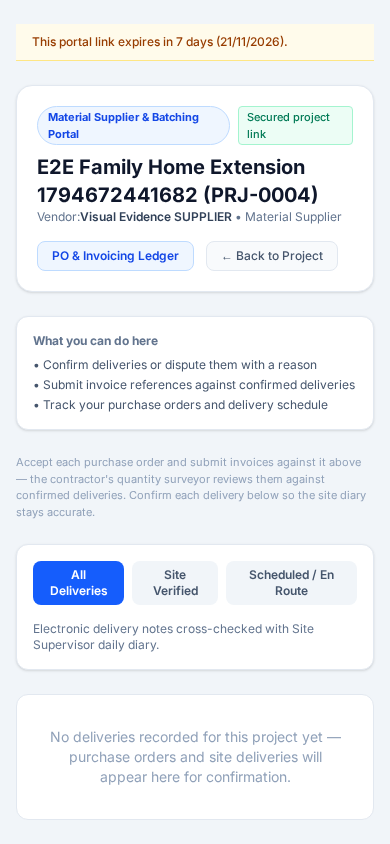 This portal link expires in 7 days (21/11/2026).
Material Supplier & Batching
Portal
Secured project
link
E2E Family Home Extension
1794672441682 (PRJ-0004)
Vendor:Visual Evidence SUPPLIER • Material Supplier
PO & Invoicing Ledger
← Back to Project
What you can do here
• Confirm deliveries or dispute them with a reason
• Submit invoice references against confirmed deliveries
• Track your purchase orders and delivery schedule
Accept each purchase order and submit invoices against it above
— the contractor's quantity surveyor reviews them against
confirmed deliveries. Confirm each delivery below so the site diary
stays accurate.
All
Deliveries
Site
Verified
Scheduled / En
Route
Electronic delivery notes cross-checked with Site
Supervisor daily diary.
No deliveries recorded for this project yet —
purchase orders and site deliveries will
appear here for confirmation.